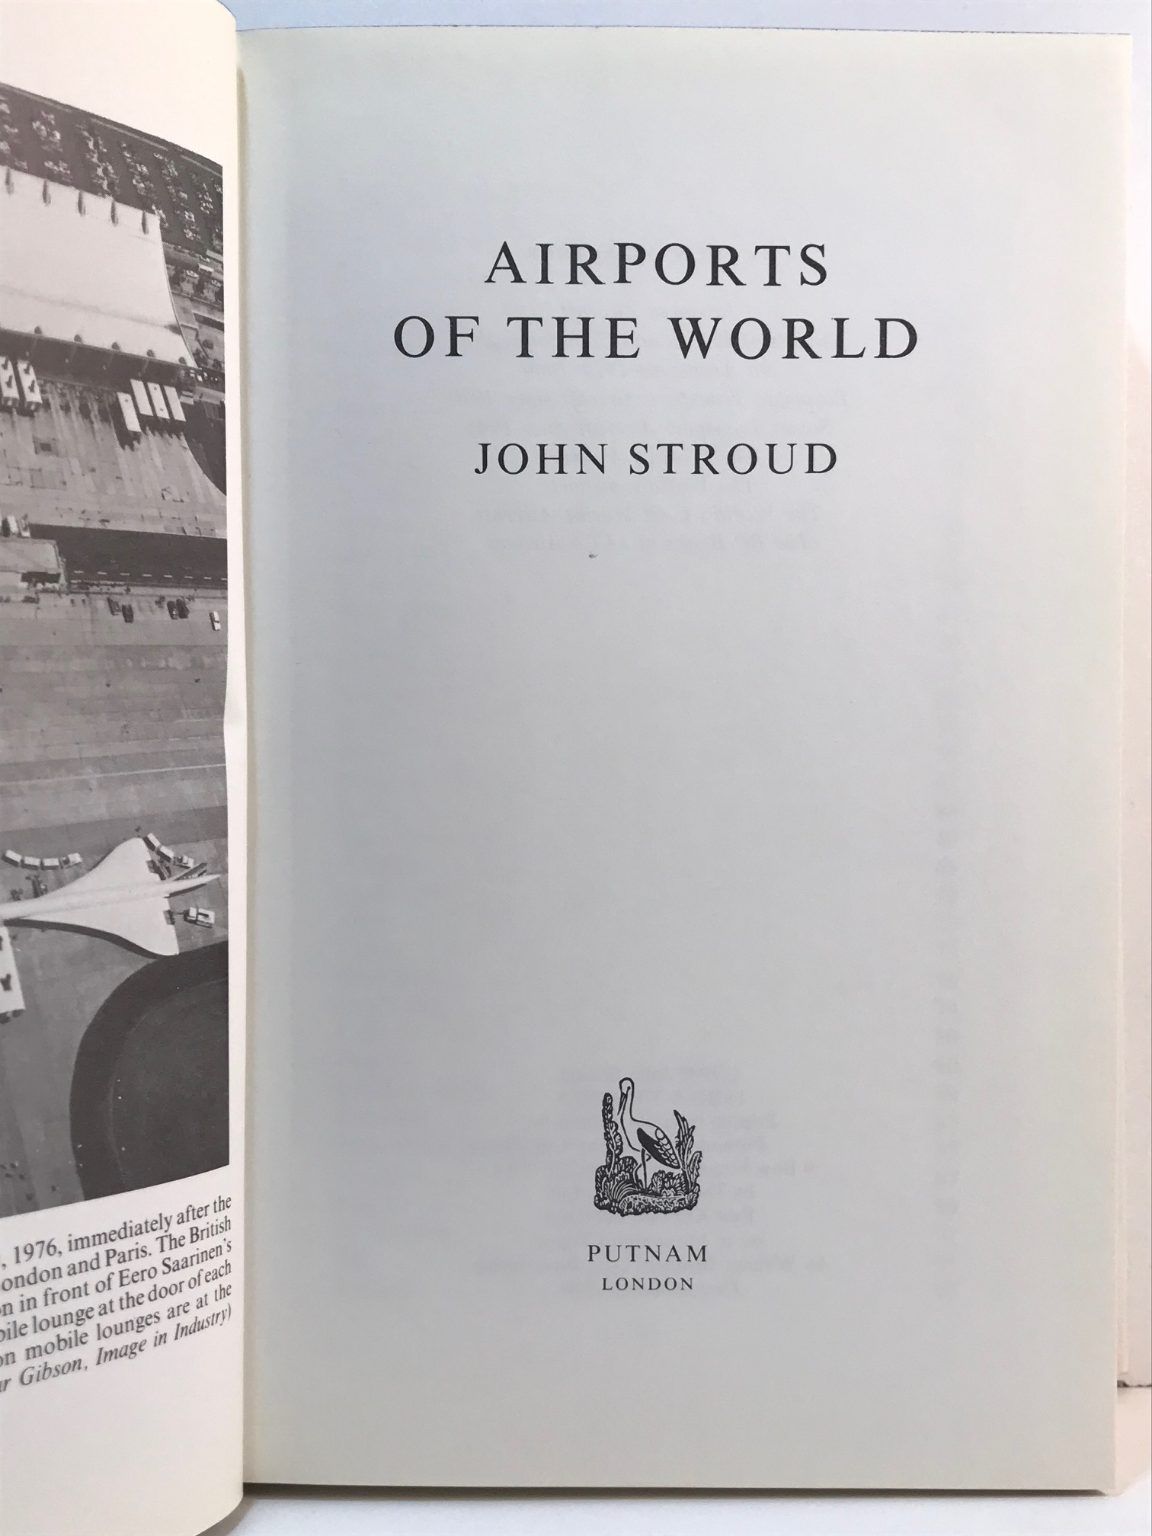 , 1976, immediately after the
ondon and Paris. The British
n in front of Eero Saarinen's
bile lounge at the door of each
on mobile lounges are at the
r Gibson, Image in Industry)
AIRPORTS
OF THE WORLD
JOHN STROUD
PUTNAM
LONDON